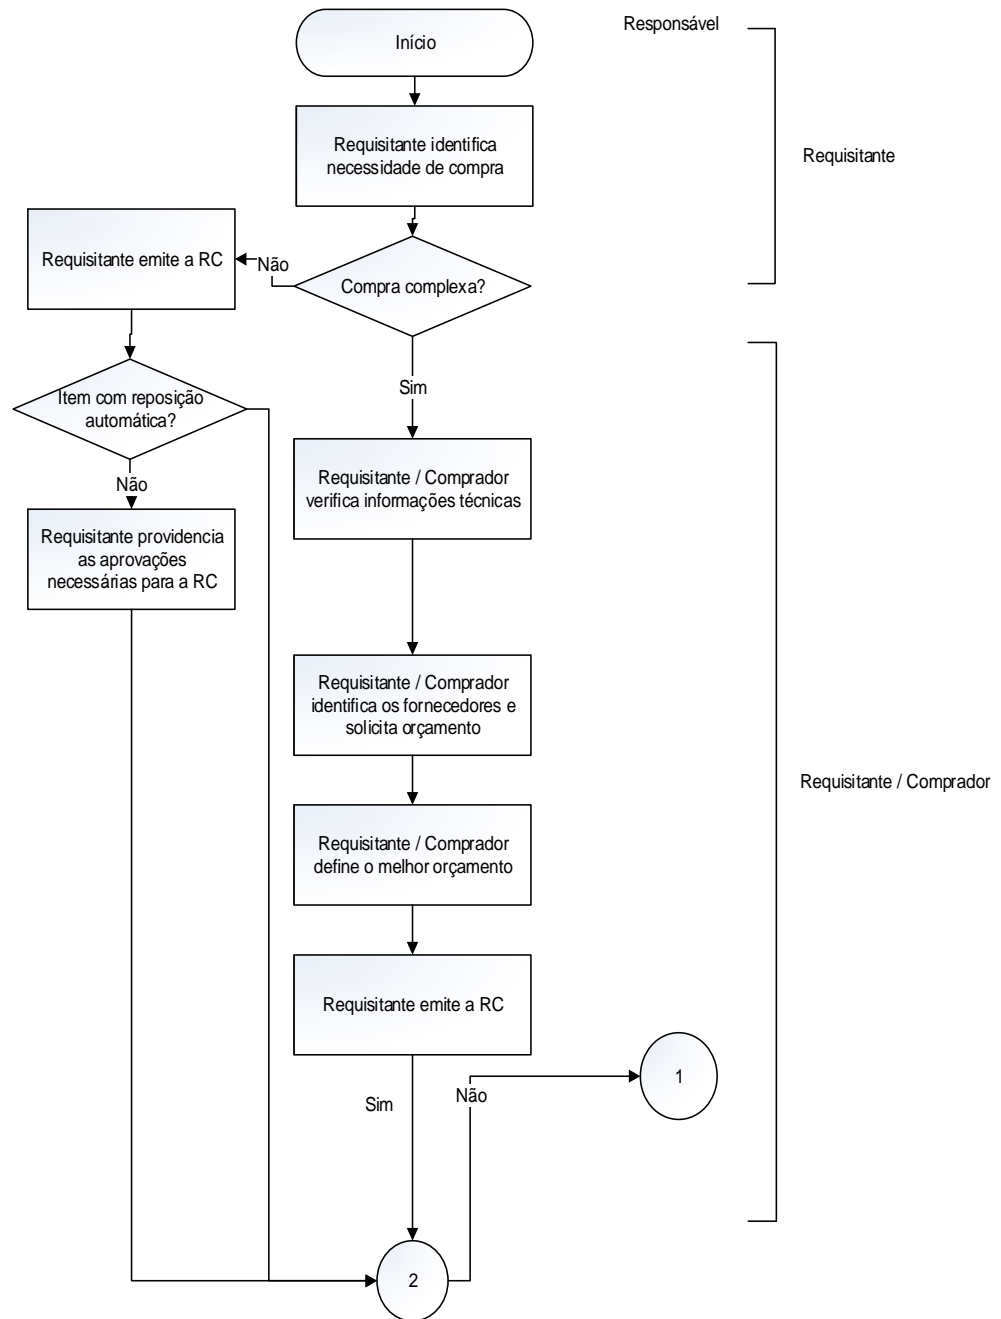 Início
Responsável
Requisitante identifica
necessidade de compra
Requisitante
Requisitante emite a RC
Não
Compra complexa?
Sim
Item com reposição
automática?
Não
Requisitante / Comprador
verifica informações técnicas
Requisitante providencia
as aprovações
necessárias para a RC
Requisitante / Comprador
identifica os fornecedores e
solicita orçamento
Requisitante / Comprador
Requisitante / Comprador
define o melhor orçamento
Requisitante emite a RC
1
Sim
Não
2